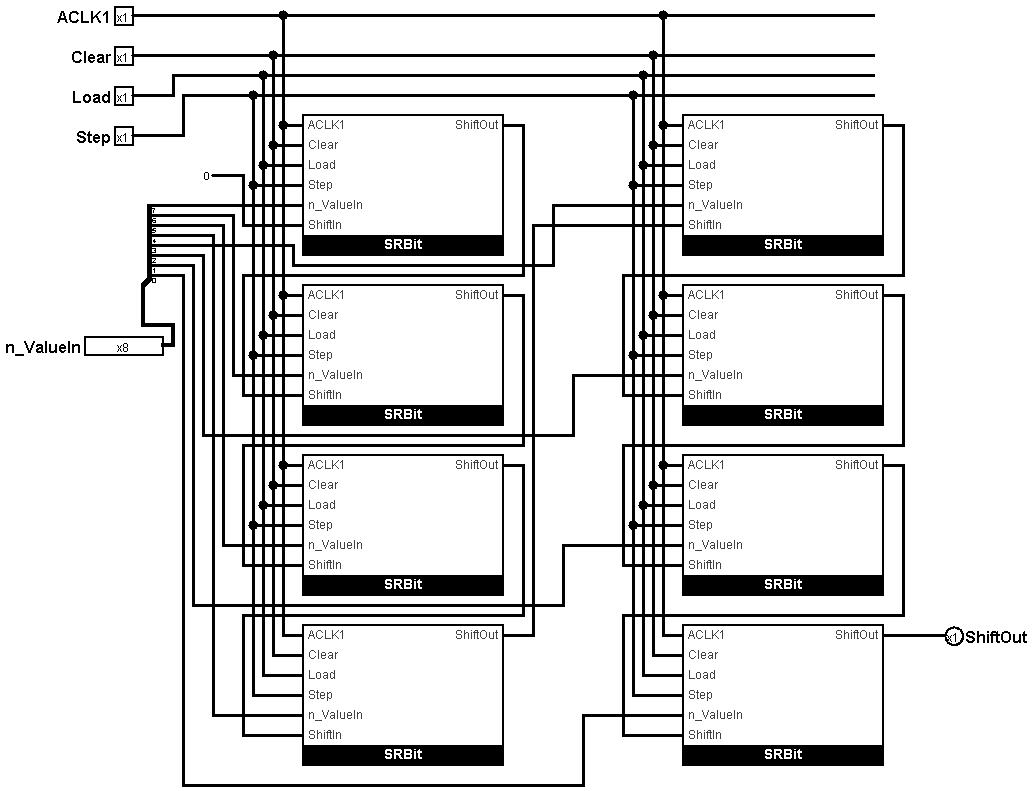 ACLK1 x1
Clear x1
Load x1
Step x1
0
7
6
5
4
3
2
1
0
n_ValueIn x8
ACLK1 ShiftOut
Clear
Load
Step
n_ValueIn
ShiftIn
SRBit
ACLK1 ShiftOut
Clear
Load
Step
n_ValueIn
ShiftIn
SRBit
ACLK1 ShiftOut
Clear
Load
Step
n_ValueIn
ShiftIn
SRBit
ACLK1 ShiftOut
Clear
Load
Step
n_ValueIn
ShiftIn
SRBit
ACLK1 ShiftOut
Clear
Load
Step
n_ValueIn
ShiftIn
SRBit
ACLK1 ShiftOut
Clear
Load
Step
n_ValueIn
ShiftIn
SRBit
ACLK1 ShiftOut
Clear
Load
Step
n_ValueIn
ShiftIn
SRBit
ACLK1 ShiftOut
Clear
Load
Step
n_ValueIn
ShiftIn
SRBit
x1 ShiftOut